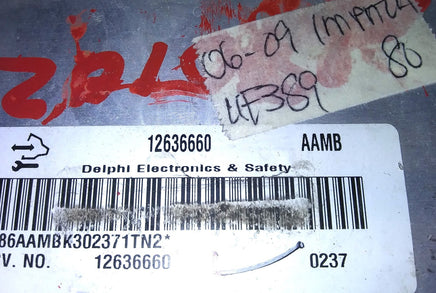 06-09 IMPALA
UF389 80
12636660 AAMB
Delphi Electronics & Safety
86AAMBK302371TN2*
V. NO. 12636660 0237